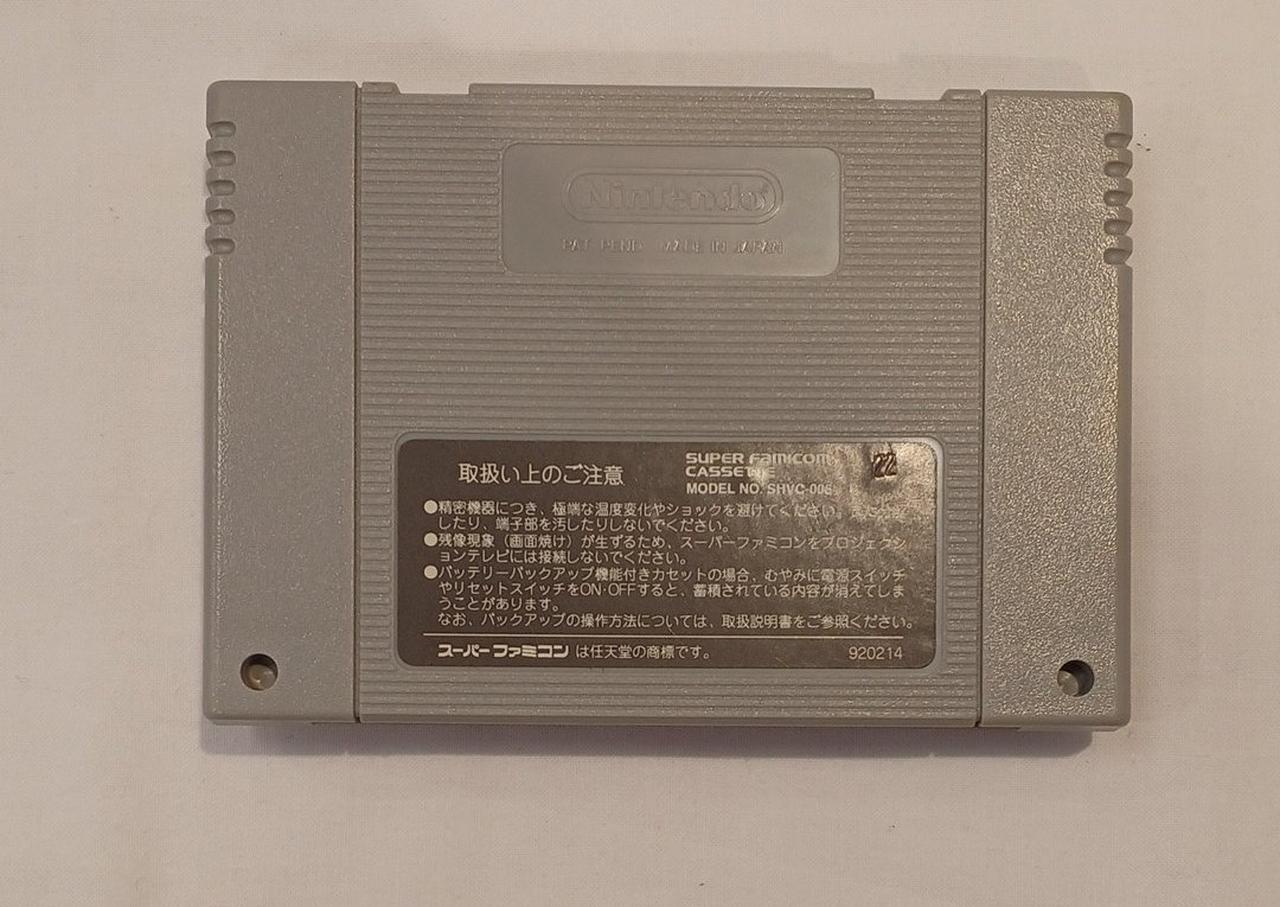 Nintendo
PAT. PEND. MADE IN JAPAN
取扱い上のご注意
SUPER FAMICOM
CASSETTE
MODEL NO. SHVC-006
22
●精密機器につき、極端な温度変化やショックを避けてください。また分解
したり、端子部を汚したりしないでください。
●残像現象(画面焼け)が生ずるため、スーパーファミコンをプロジェクシ
ョンテレビには接続しないでください。
●バッテリーバックアップ機能付きカセットの場合、むやみに電源スイッチ
やリセットスイッチをON・OFFすると、蓄積されている内容が消えてしま
うことがあります。
なお、バックアップの操作方法については、取扱説明書をご参照ください。
スーパーファミコン は任天堂の商標です。
920214